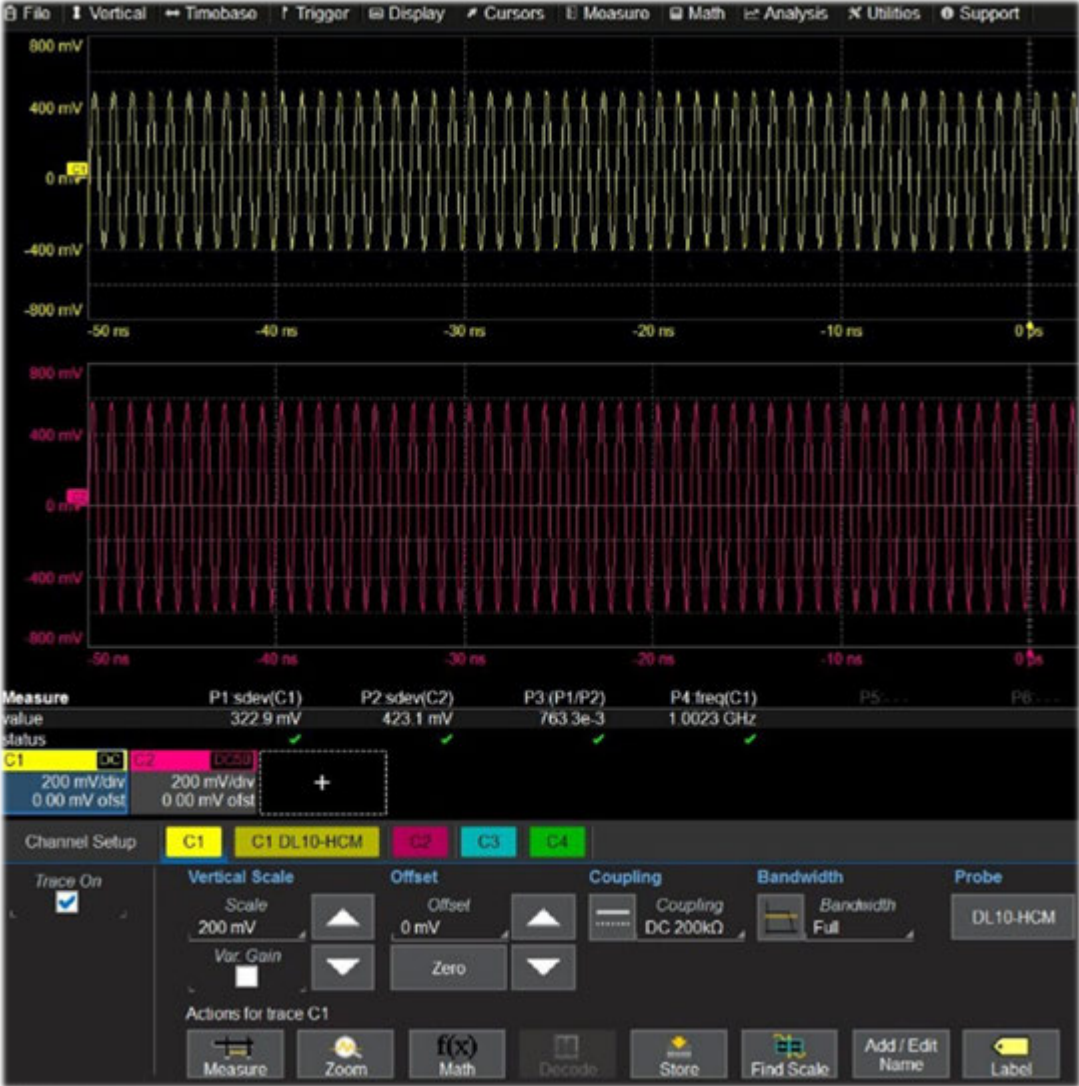 File Vertical Timebase Trigger Display Cursors Measure Math Analysis Utilities Support
800 mV
400 mV
C1
0 mV
-400 mV
-800 mV
-50 ns -40 ns -30 ns -20 ns -10 ns 0 ps
800 mV
400 mV
C2
0 mV
-400 mV
-800 mV
-50 ns -40 ns -30 ns -20 ns -10 ns 0 ps
Measure P1:sdev(C1) P2:sdev(C2) P3:(P1/P2) P4:freq(C1) P5:- - - P6:- - -
value 322.9 mV 423.1 mV 763.3e-3 1.0023 GHz
status
C1 DC C2 DC50
200 mV/div 200 mV/div
0.00 mV ofst 0.00 mV ofst
+
Channel Setup C1 C1 DL10-HCM C2 C3 C4
Trace On Vertical Scale Offset Coupling Bandwidth Probe
Scale Offset Coupling Bandwidth DL10-HCM
200 mV 0 mV DC 200kΩ Full
Var. Gain Zero
Actions for trace C1
f(x) Add / Edit
Measure Zoom Math Decode Store Find Scale Name Label